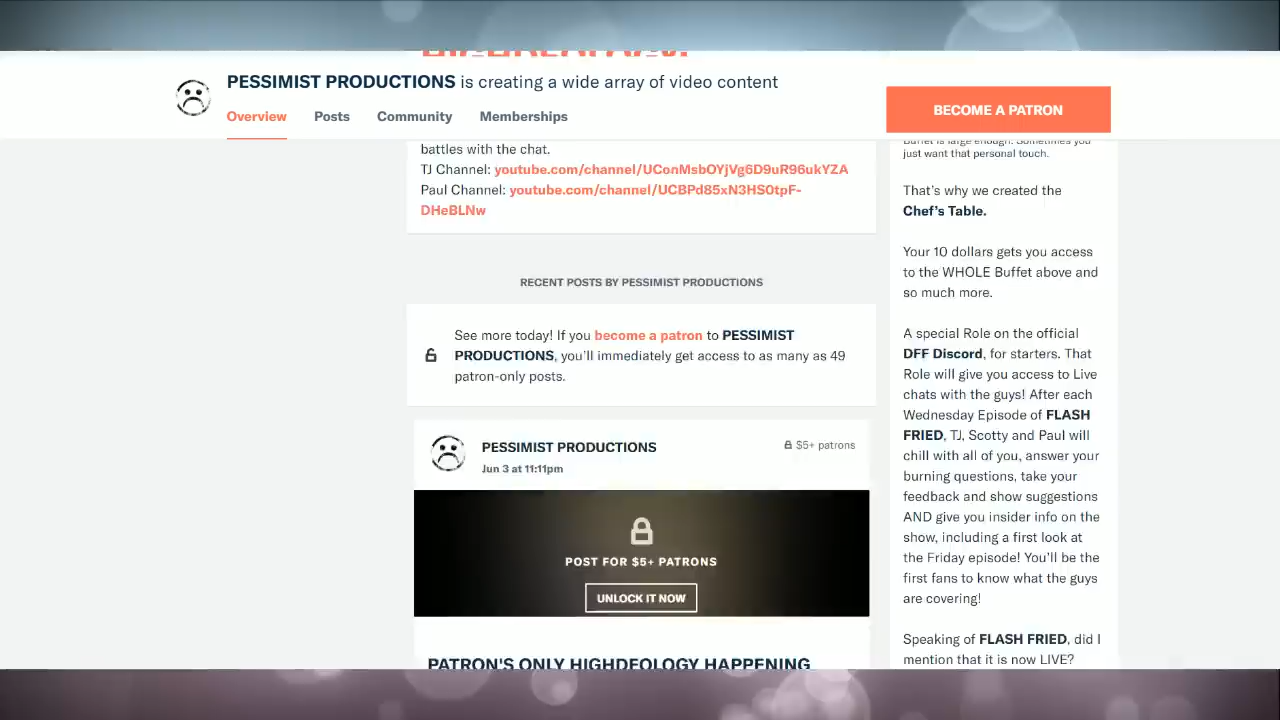 PESSIMIST PRODUCTIONS is creating a wide array of video content
Overview
Posts
Community
Memberships
BECOME A PATRON
battles with the chat.
TJ Channel: youtube.com/channel/UConMsbOYjVg6D9uR96ukYZA
Paul Channel: youtube.com/channel/UCBPd85xN3HS0tpF-
DHeBLNw
RECENT POSTS BY PESSIMIST PRODUCTIONS
See more today! If you become a patron to PESSIMIST
PRODUCTIONS, you'll immediately get access to as many as 49
patron-only posts.
PESSIMIST PRODUCTIONS
$5+ patrons
Jun 3 at 11:11pm
POST FOR $5+ PATRONS
UNLOCK IT NOW
PATRON'S ONLY HIGHDEOLOGY HAPPENING
Buffet is large enough. Sometimes you
just want that personal touch.
That's why we created the
Chef's Table.
Your 10 dollars gets you access
to the WHOLE Buffet above and
so much more.
A special Role on the official
DFF Discord, for starters. That
Role will give you access to Live
chats with the guys! After each
Wednesday Episode of FLASH
FRIED, TJ, Scotty and Paul will
chill with all of you, answer your
burning questions, take your
feedback and show suggestions
AND give you insider info on the
show, including a first look at
the Friday episode! You'll be the
first fans to know what the guys
are covering!
Speaking of FLASH FRIED, did I
mention that it is now LIVE?